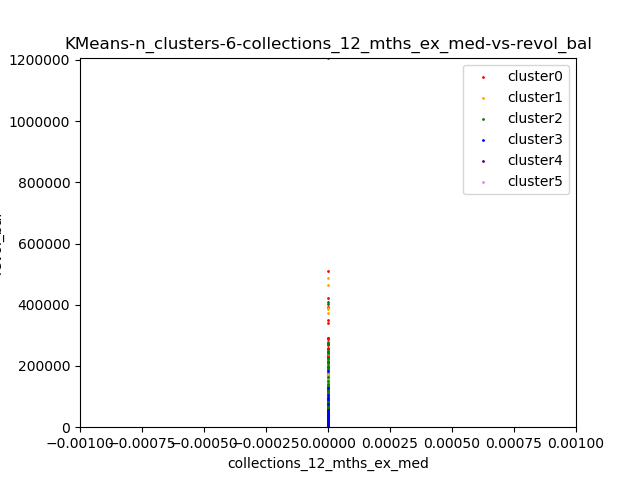 KMeans-n_clusters-6-collections_12_mths_ex_med-vs-revol_bal
1200000
1000000
800000
600000
400000
200000
0
cluster0
cluster1
cluster2
cluster3
cluster4
cluster5
−0.00100 −0.00075 −0.00050 −0.00025 0.00000 0.00025 0.00050 0.00075 0.00100
collections_12_mths_ex_med